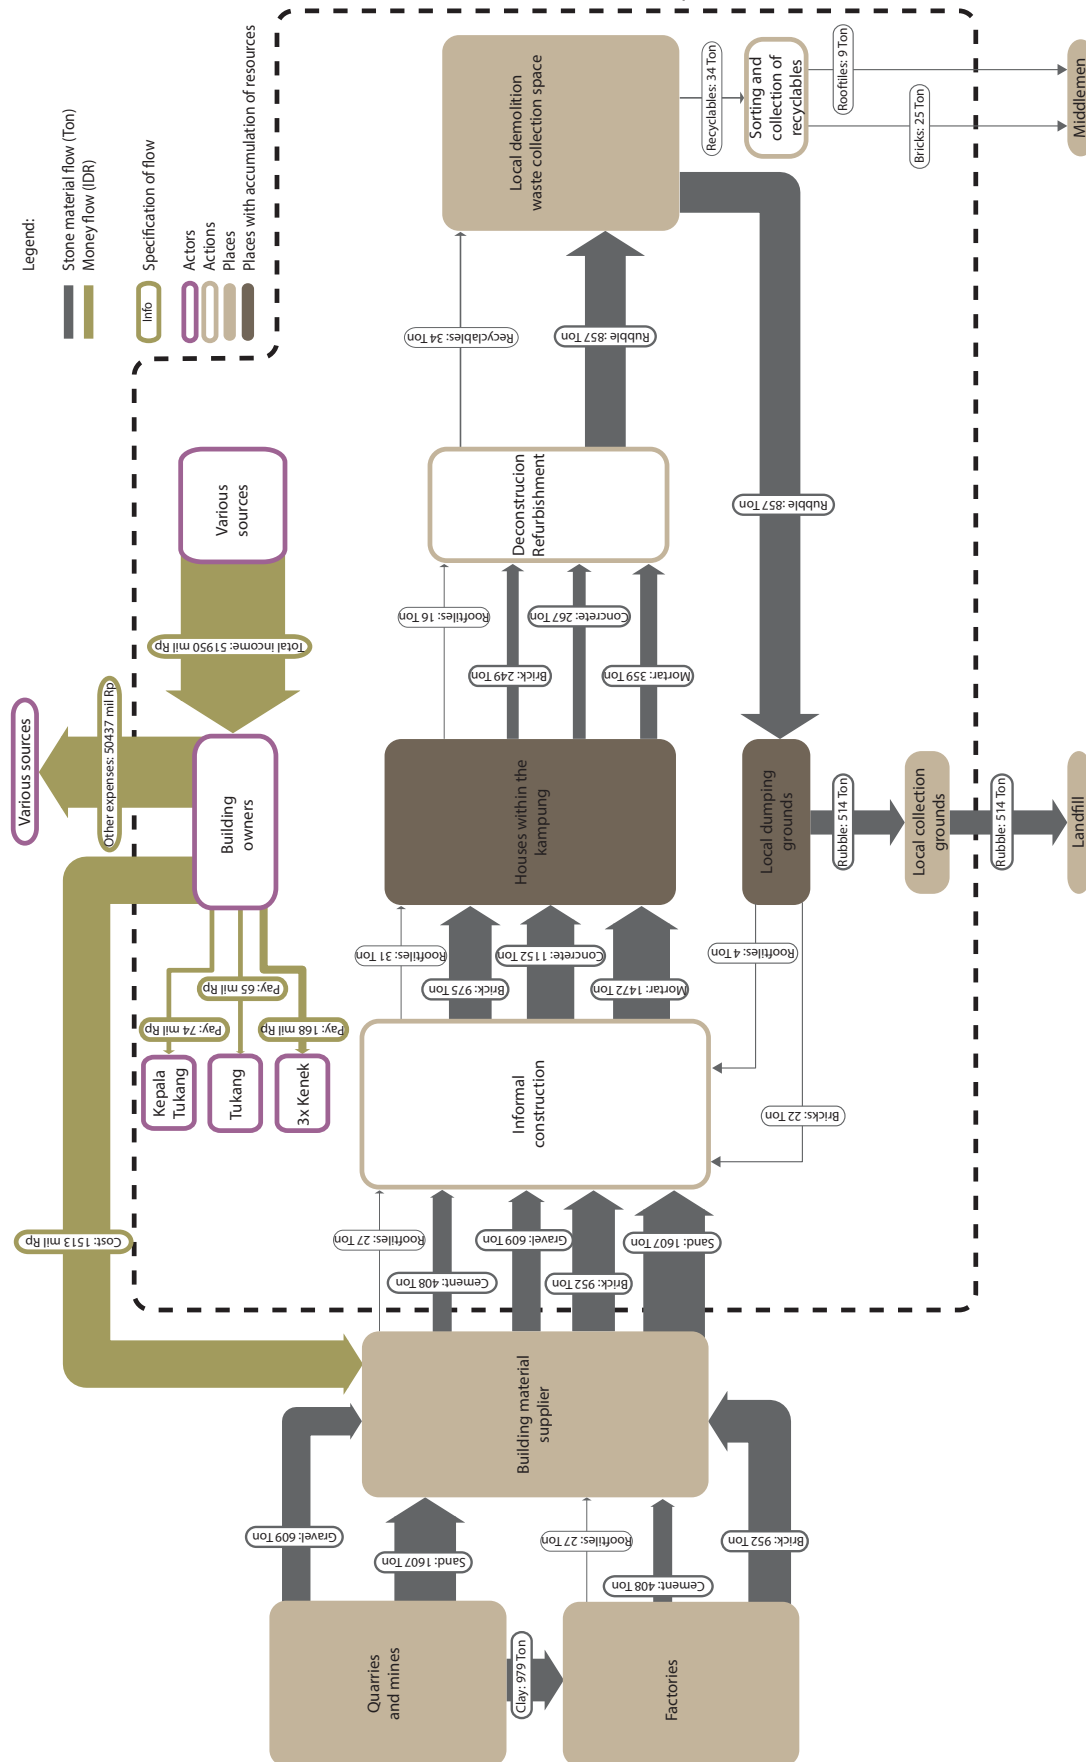 Legend:
Stone material flow (Ton)
Money flow (IDR)
Info
Specification of flow
Actors
Actions
Places
Places with accumulation of resources
Various sources
Other expenses: 50437 mil Rp
Various
sources
Total income: 51950 mil Rp
Building
owners
Cost: 1513 mil Rp
Pay: 74 mil Rp
Pay: 65 mil Rp
Pay: 168 mil Rp
Kepala
Tukang
Tukang
3x Kenek
Quarries
and mines
Clay: 979 Ton
Factories
Gravel: 609 Ton
Sand: 1607 Ton
Rooftiles: 27 Ton
Cement: 408 Ton
Brick: 952 Ton
Building material
supplier
Rooftiles: 27 Ton
Cement: 408 Ton
Gravel: 609 Ton
Brick: 952 Ton
Sand: 1607 Ton
Informal
construction
Rooftiles: 31 Ton
Brick: 975 Ton
Concrete: 1152 Ton
Mortar: 1472 Ton
Houses within the
kampung
Rooftiles: 16 Ton
Brick: 249 Ton
Concrete: 267 Ton
Mortar: 359 Ton
Deconstrucion
Refurbishment
Recyclables: 34 Ton
Rubble: 857 Ton
Local demolition
waste collection space
Recyclables: 34 Ton
Sorting and
collection of
recyclables
Rooftiles: 9 Ton
Bricks: 25 Ton
Middlemen
Rubble: 857 Ton
Local dumping
grounds
Rooftiles: 4 Ton
Bricks: 22 Ton
Rubble: 514 Ton
Local collection
grounds
Rubble: 514 Ton
Landfill